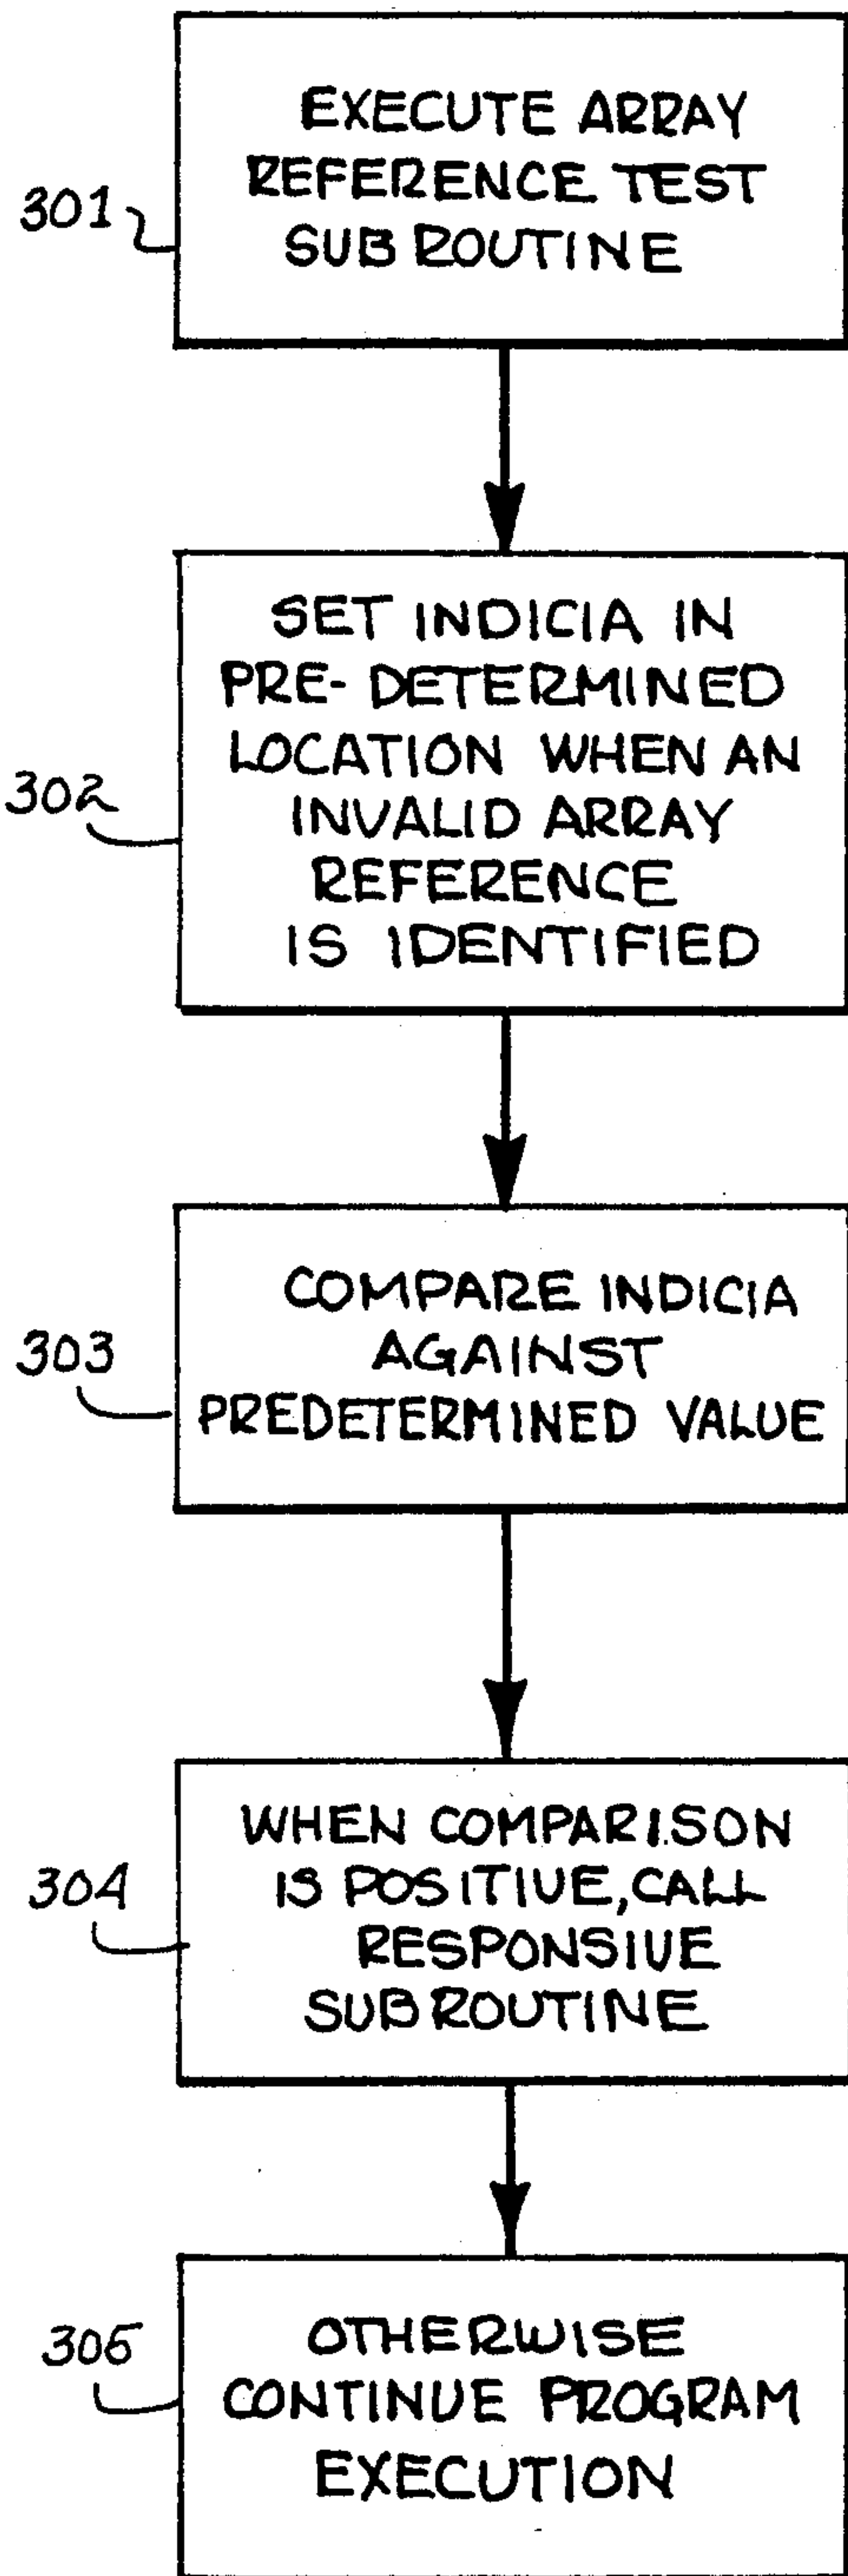 EXECUTE ARRAY
REFERENCE TEST
SUBROUTINE
301
SET INDICIA IN
PRE-DETERMINED
LOCATION WHEN AN
INVALID ARRAY
REFERENCE
IS IDENTIFIED
302
COMPARE INDICIA
AGAINST
PREDETERMINED VALUE
303
WHEN COMPARISON
IS POSITIVE, CALL
RESPONSIVE
SUBROUTINE
304
OTHERWISE
CONTINUE PROGRAM
EXECUTION
305